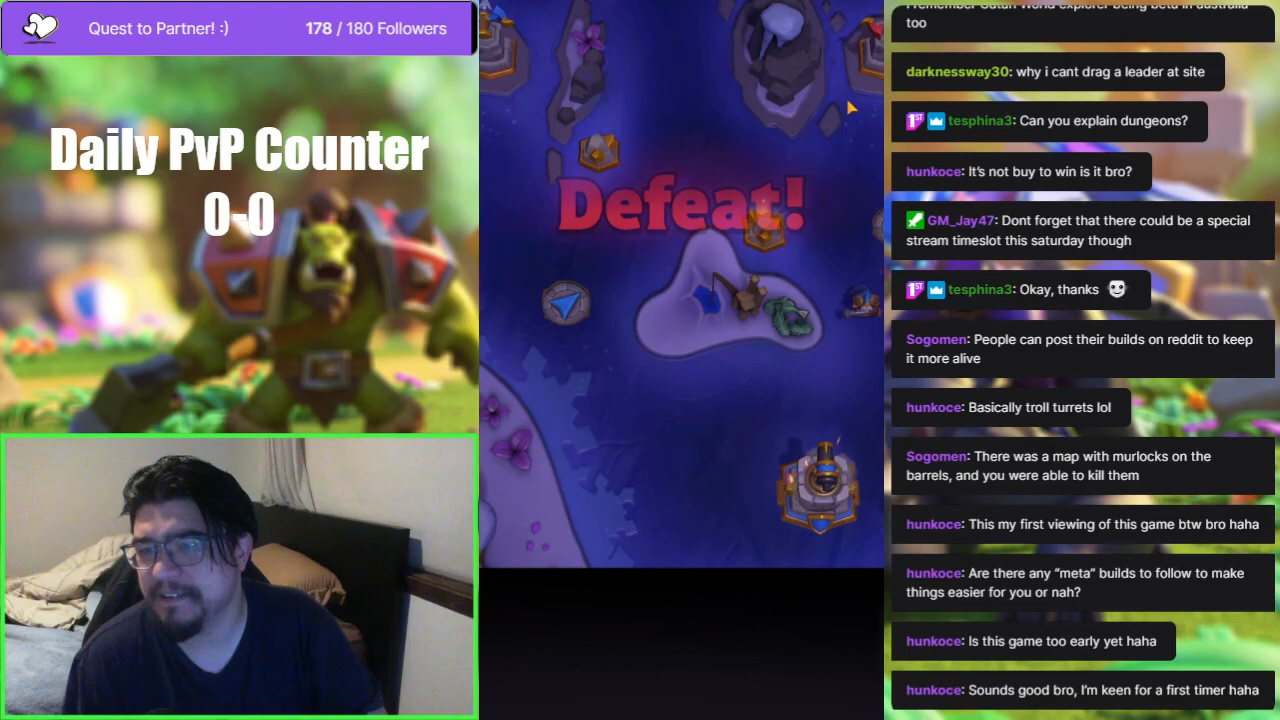 Quest to Partner! :)
178 / 180 Followers
Daily PvP Counter
0-0
Defeat!
too
darknessway30: why i cant drag a leader at site
1ST tesphina3: Can you explain dungeons?
hunkoce: It's not buy to win is it bro?
GM_Jay47: Dont forget that there could be a special
stream timeslot this saturday though
1ST tesphina3: Okay, thanks
Sogomen: People can post their builds on reddit to keep
it more alive
hunkoce: Basically troll turrets lol
Sogomen: There was a map with murlocks on the
barrels, and you were able to kill them
hunkoce: This my first viewing of this game btw bro haha
hunkoce: Are there any “meta” builds to follow to make
things easier for you or nah?
hunkoce: Is this game too early yet haha
hunkoce: Sounds good bro, I'm keen for a first timer haha